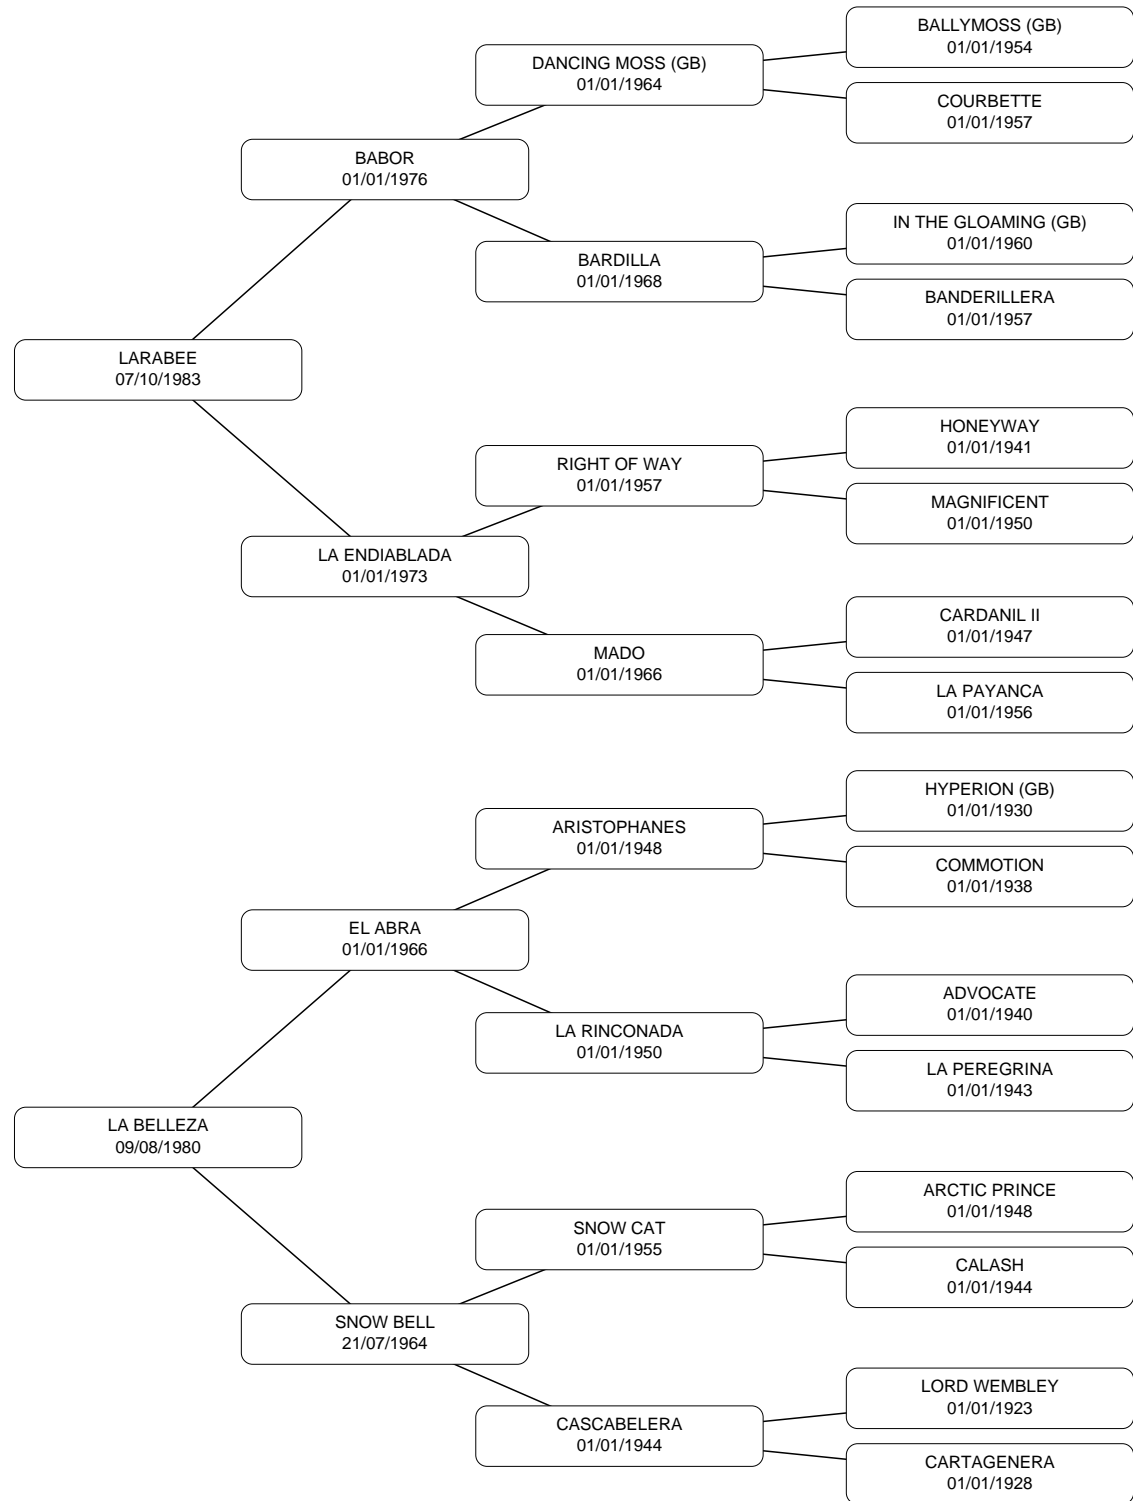 BALLYMOSS (GB)
01/01/1954
DANCING MOSS (GB)
01/01/1964
COURBETTE
01/01/1957
BABOR
01/01/1976
IN THE GLOAMING (GB)
01/01/1960
BARDILLA
01/01/1968
BANDERILLERA
01/01/1957
LARABEE
07/10/1983
HONEYWAY
01/01/1941
RIGHT OF WAY
01/01/1957
MAGNIFICENT
01/01/1950
LA ENDIABLADA
01/01/1973
CARDANIL II
01/01/1947
MADO
01/01/1966
LA PAYANCA
01/01/1956
HYPERION (GB)
01/01/1930
ARISTOPHANES
01/01/1948
COMMOTION
01/01/1938
EL ABRA
01/01/1966
ADVOCATE
01/01/1940
LA RINCONADA
01/01/1950
LA PEREGRINA
01/01/1943
LA BELLEZA
09/08/1980
ARCTIC PRINCE
01/01/1948
SNOW CAT
01/01/1955
CALASH
01/01/1944
SNOW BELL
21/07/1964
LORD WEMBLEY
01/01/1923
CASCABELERA
01/01/1944
CARTAGENERA
01/01/1928